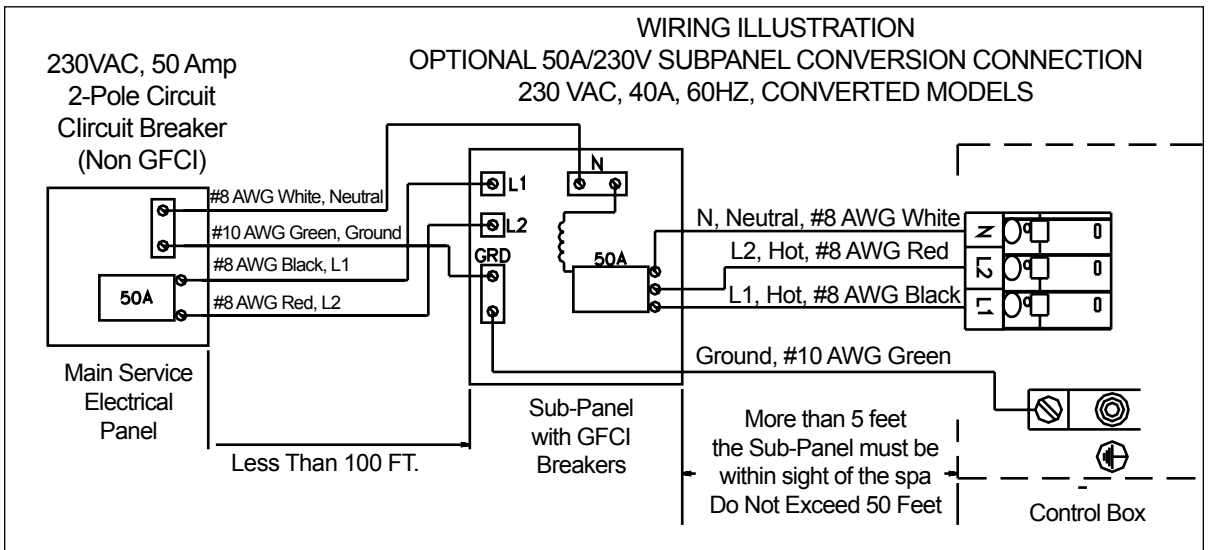 WIRING ILLUSTRATION
OPTIONAL 50A/230V SUBPANEL CONVERSION CONNECTION
230 VAC, 40A, 60HZ, CONVERTED MODELS
230VAC, 50 Amp
2-Pole Circuit
Clircuit Breaker
(Non GFCI)
#8 AWG White, Neutral
#10 AWG Green, Ground
#8 AWG Black, L1
#8 AWG Red, L2
50A
Main Service
Electrical
Panel
Less Than 100 FT.
L1
N
L2
GRD
50A
Sub-Panel
with GFCI
Breakers
N, Neutral, #8 AWG White
L2, Hot, #8 AWG Red
L1, Hot, #8 AWG Black
Ground, #10 AWG Green
More than 5 feet
the Sub-Panel must be
within sight of the spa
Do Not Exceed 50 Feet
N
L2
L1
Control Box